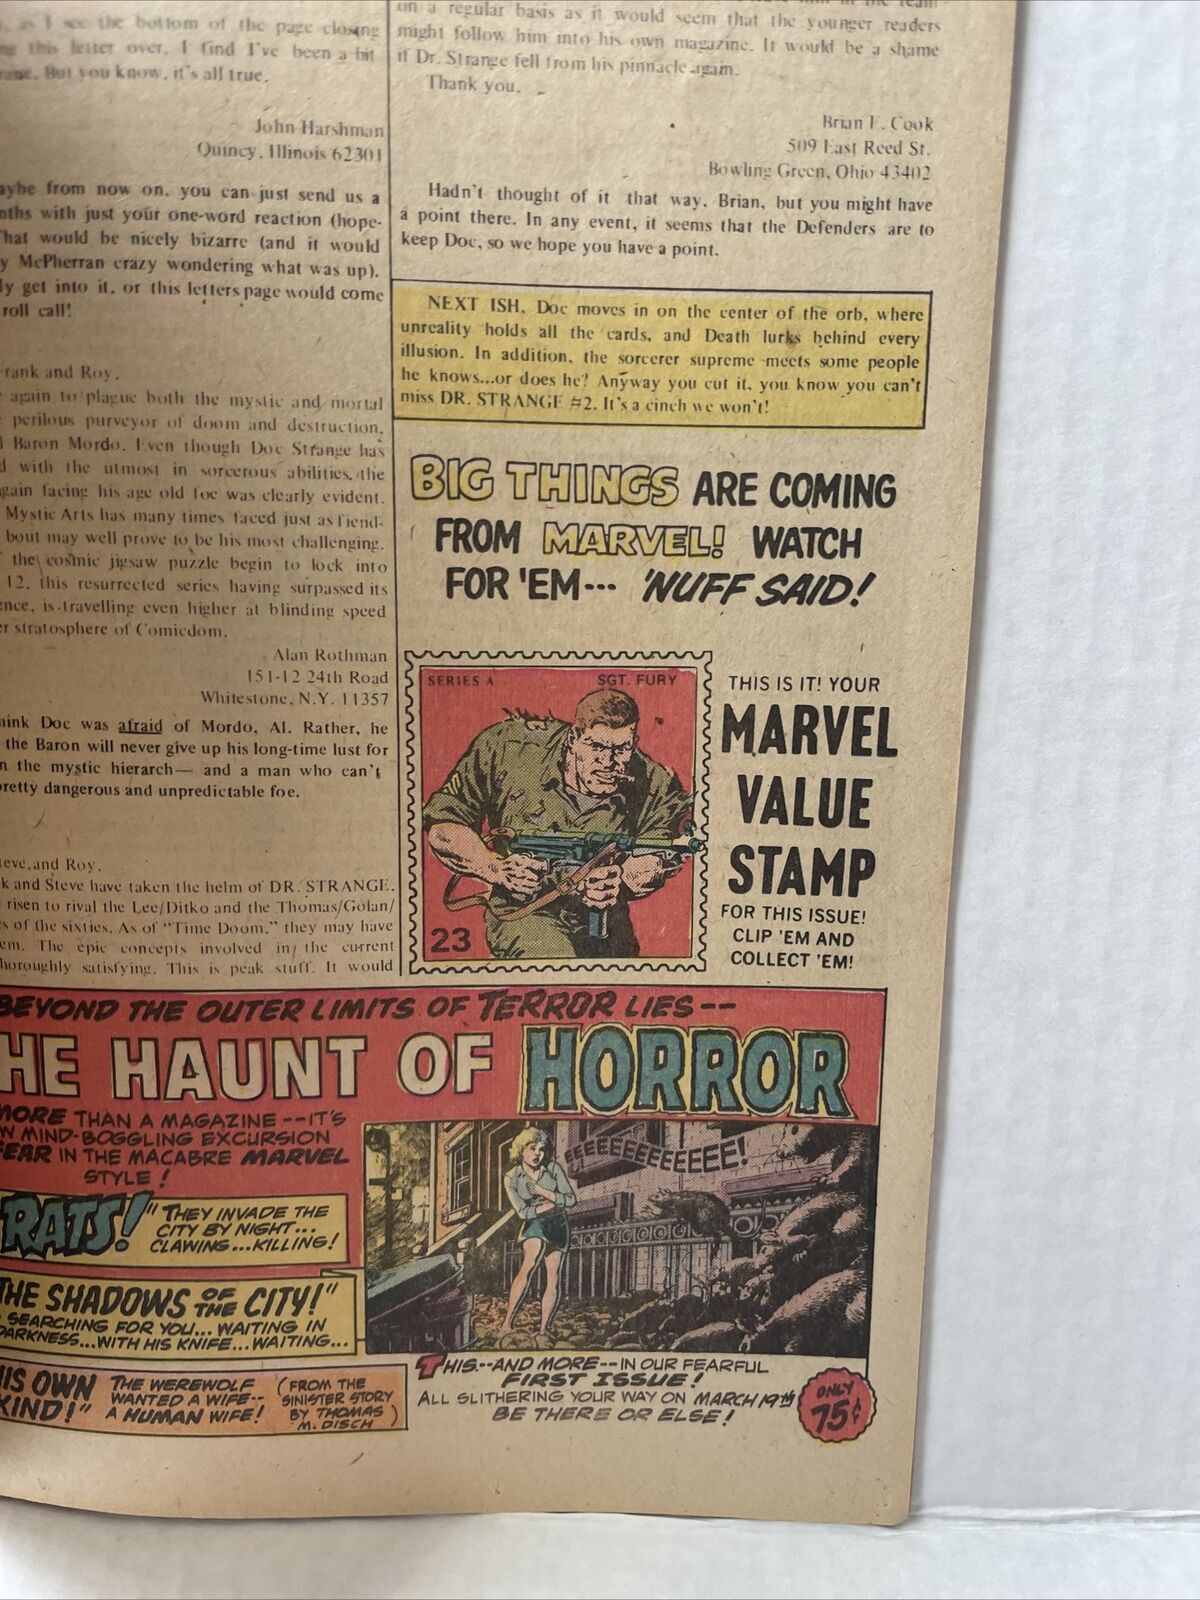 as I see the bottom of the page closing
this letter over. I find I've been a bit
But you know, it's all true.
John Harshman
Quincy, Illinois 62301
from now on, you can just send us a
with just your one-word reaction (hope-
That would be nicely bizarre (and it would
McPherran crazy wondering what was up).
get into it, or this letters page would come
roll call!
and Roy,
again to plague both the mystic and mortal
perilous purveyor of doom and destruction,
Baron Mordo. Even though Doc Strange has
with the utmost in sorcerous abilities, the
again facing his age old foe was clearly evident.
Mystic Arts has many times faced just as fiend-
bout may well prove to be his most challenging.
the cosmic jigsaw puzzle begin to lock into
12, this resurrected series having surpassed its
is travelling even higher at blinding speed
stratosphere of Comicdom.
Alan Rothman
151-12 24th Road
Whitestone, N.Y. 11357
Doc was afraid of Mordo, Al. Rather, he
the Baron will never give up his long-time lust for
the mystic hierarch— and a man who can't
pretty dangerous and unpredictable foe.
and Roy,
and Steve have taken the helm of DR. STRANGE,
risen to rival the Lee/Ditko and the Thomas/Golan/
of the sixties. As of "Time Doom," they may have
The epic concepts involved in the current
thoroughly satisfying. This is peak stuff. It would
on a regular basis as it would seem that the younger readers
might follow him into his own magazine. It would be a shame
if Dr. Strange fell from his pinnacle again.
Thank you.
Brian E. Cook
509 East Reed St.
Bowling Green, Ohio 43402
Hadn't thought of it that way, Brian, but you might have
a point there. In any event, it seems that the Defenders are to
keep Doc, so we hope you have a point.
NEXT ISH. Doc moves in on the center of the orb, where
unreality holds all the cards, and Death lurks behind every
illusion. In addition, the sorcerer supreme meets some people
he knows...or does he? Anyway you cut it, you know you can't
miss DR. STRANGE #2. It's a cinch we won't!
BIG THINGS ARE COMING
FROM MARVEL! WATCH
FOR 'EM--- 'NUFF SAID!
SERIES A SGT. FURY
23
THIS IS IT! YOUR
MARVEL
VALUE
STAMP
FOR THIS ISSUE!
CLIP 'EM AND
COLLECT 'EM!
BEYOND THE OUTER LIMITS OF TERROR LIES--
HE HAUNT OF HORROR
MORE THAN A MAGAZINE--IT'S
MIND-BOGGLING EXCURSION
FEAR IN THE MACABRE MARVEL
STYLE!
RATS!" THEY INVADE THE
CITY BY NIGHT...
CLAWING...KILLING!
THE SHADOWS OF THE CITY!"
SEARCHING FOR YOU...WAITING IN
DARKNESS...WITH HIS KNIFE...WAITING...
HIS OWN
KIND!"
THE WEREWOLF
WANTED A WIFE--
A HUMAN WIFE!
(FROM THE
SINISTER STORY
BY THOMAS
M. DISCH)
EEEEEEEEEEEEE!
THIS--AND MORE--IN OUR FEARFUL
FIRST ISSUE!
ALL SLITHERING YOUR WAY ON MARCH 19TH
BE THERE OR ELSE!
ONLY
75¢